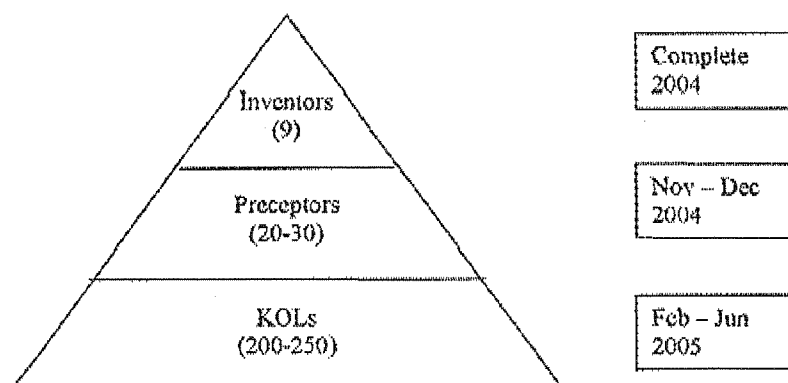 Inventors
(9)
Complete
2004
Preceptors
(20-30)
Nov – Dec
2004
KOLs
(200-250)
Feb – Jun
2005